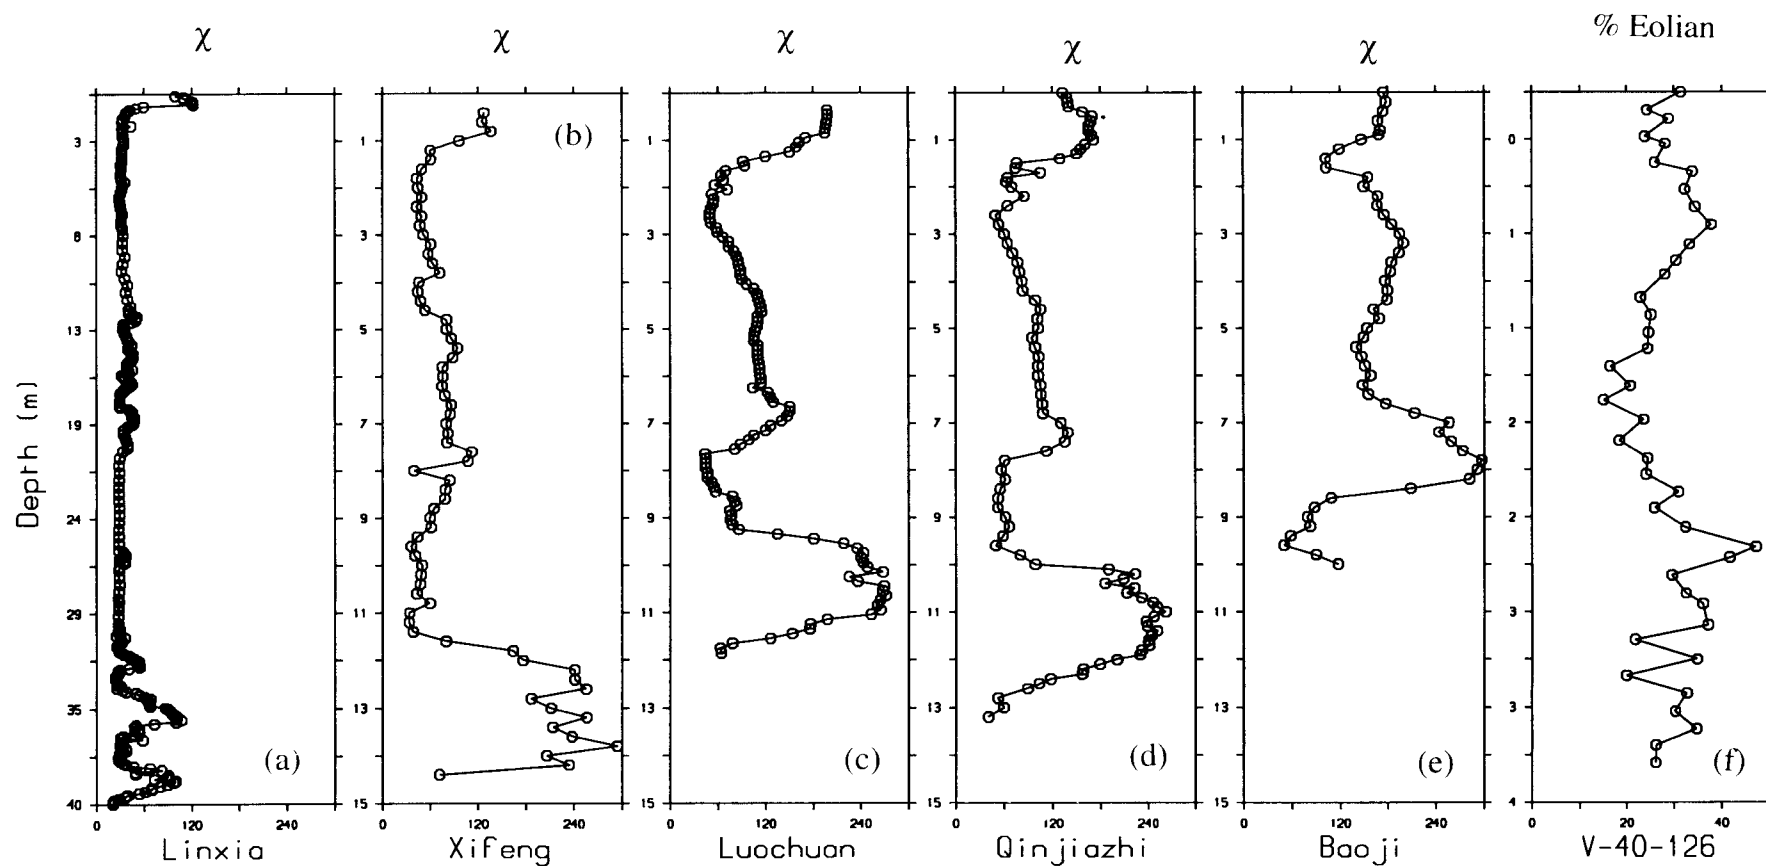 χ χ χ χ χ % Eolian
Depth (m)
3 8 13 19 24 29 35 40
1 3 5 7 9 11 13 15
1 3 5 7 9 11 13 15
1 3 5 7 9 11 13 15
1 3 5 7 9 11 13 15
0 1 1 2 2 3 3 4
(a) (b) (c) (d) (e) (f)
0 120 240 0 120 240 0 120 240 0 120 240 0 120 240 0 20 40
Linxia Xifeng Luochuan Qinjiazhi Baoji V-40-126